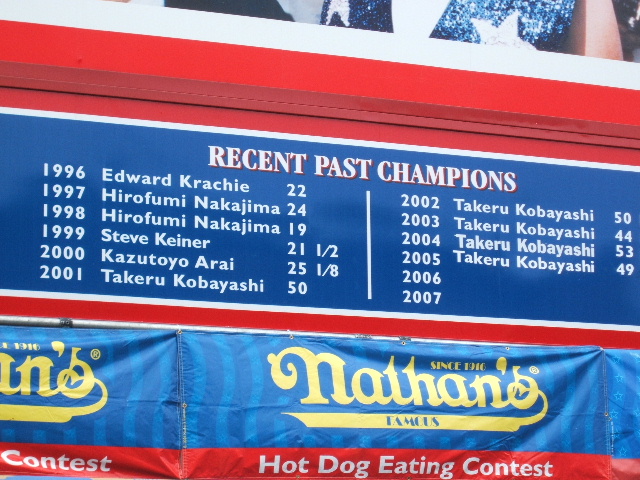 RECENT PAST CHAMPIONS
1996 Edward Krachie 22
1997 Hirofumi Nakajima 24
1998 Hirofumi Nakajima 19
1999 Steve Keiner 21 1/2
2000 Kazutoyo Arai 25 1/8
2001 Takeru Kobayashi 50
2002 Takeru Kobayashi 50
2003 Takeru Kobayashi 44
2004 Takeru Kobayashi 53
2005 Takeru Kobayashi 49
2006
2007
SINCE 1916
an's®
Contest
SINCE 1916
Nathan's®
FAMOUS
Hot Dog Eating Contest